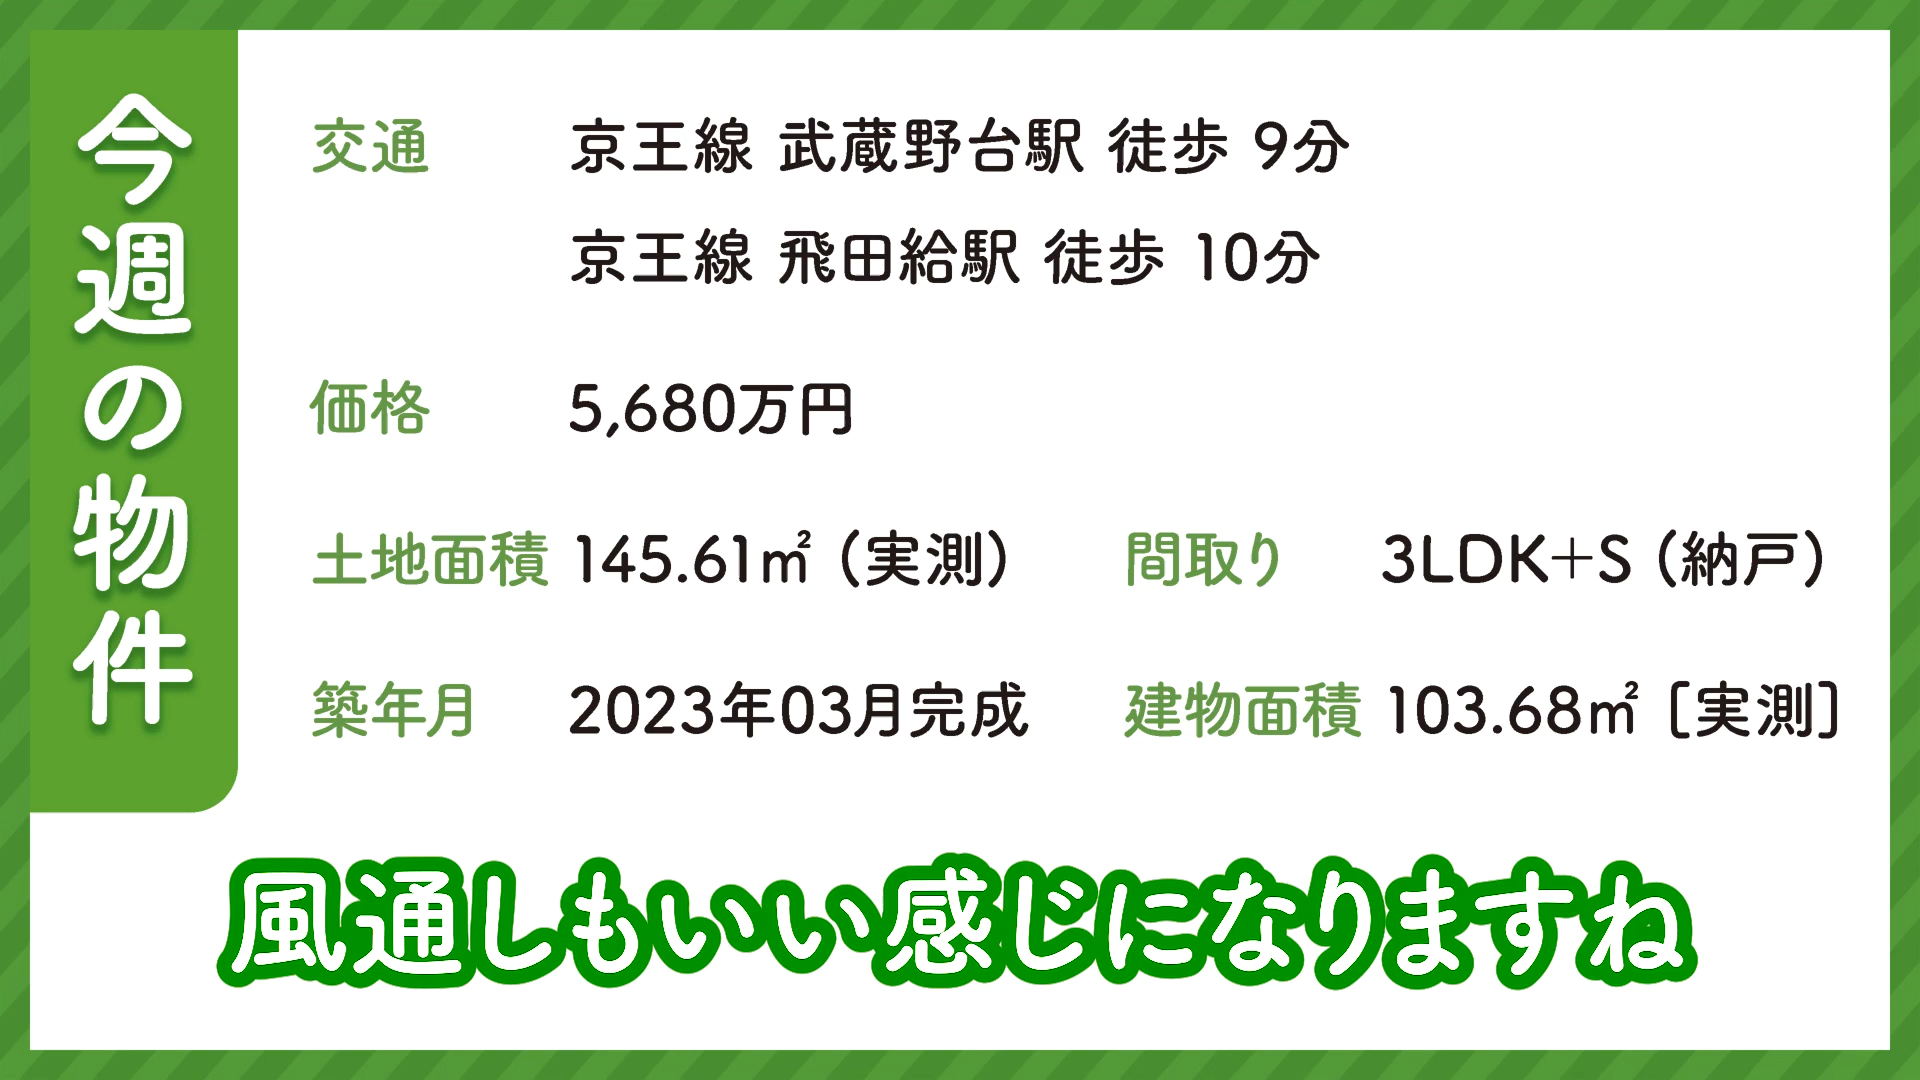 今週の物件
交通 京王線 武蔵野台駅 徒歩 9分
京王線 飛田給駅 徒歩 10分
価格 5,680万円
土地面積 145.61㎡（実測） 間取り 3LDK＋S（納戸）
築年月 2023年03月完成 建物面積 103.68㎡［実測］
風通しもいい感じになりますね